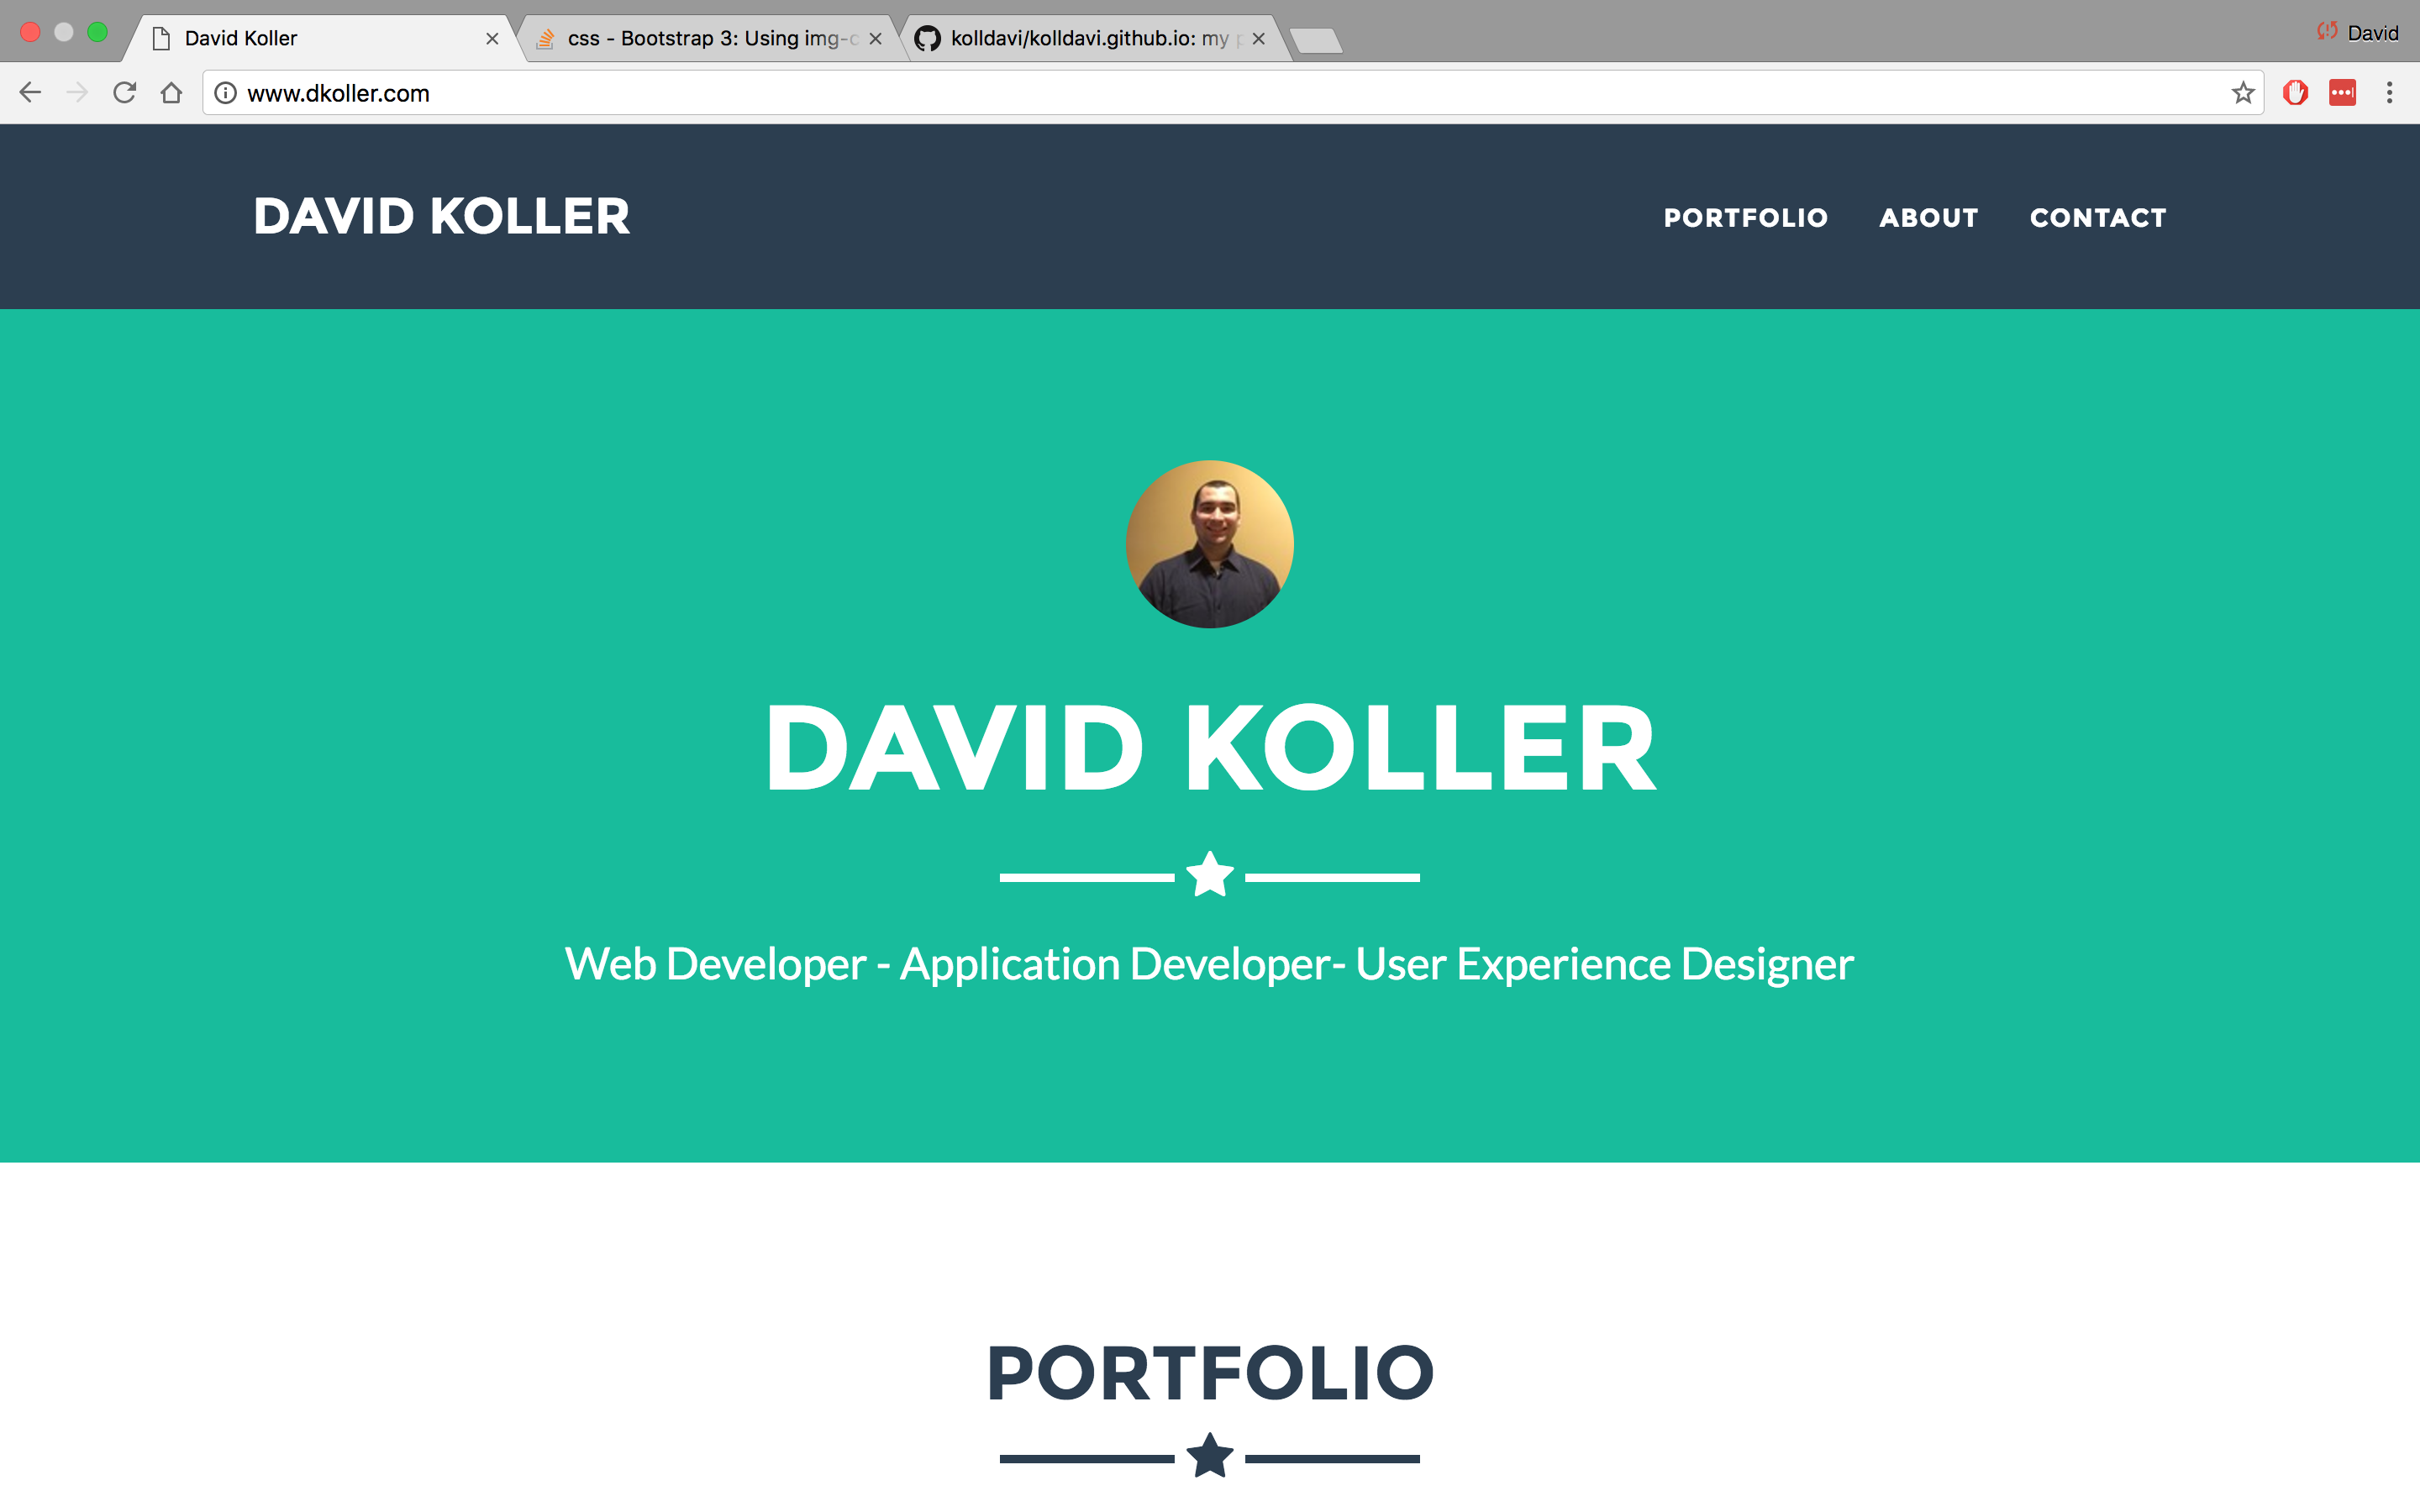 David Koller
css - Bootstrap 3: Using img-c
kolldavi/kolldavi.github.io: my p
David
www.dkoller.com
DAVID KOLLER
PORTFOLIO ABOUT CONTACT
DAVID KOLLER
Web Developer - Application Developer- User Experience Designer
PORTFOLIO